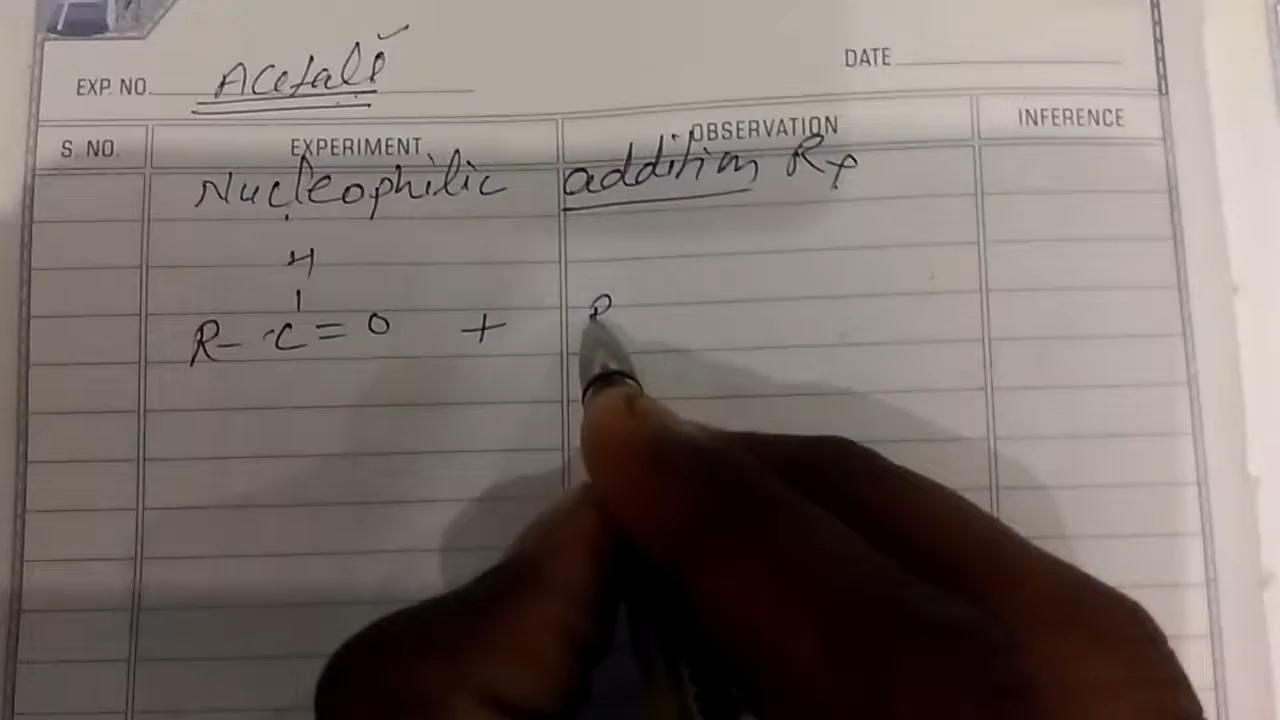 EXP. NO. Acetals
DATE
S. NO. EXPERIMENT OBSERVATION INFERENCE
Nucleophilic addition Rx
H
R - C = O + R